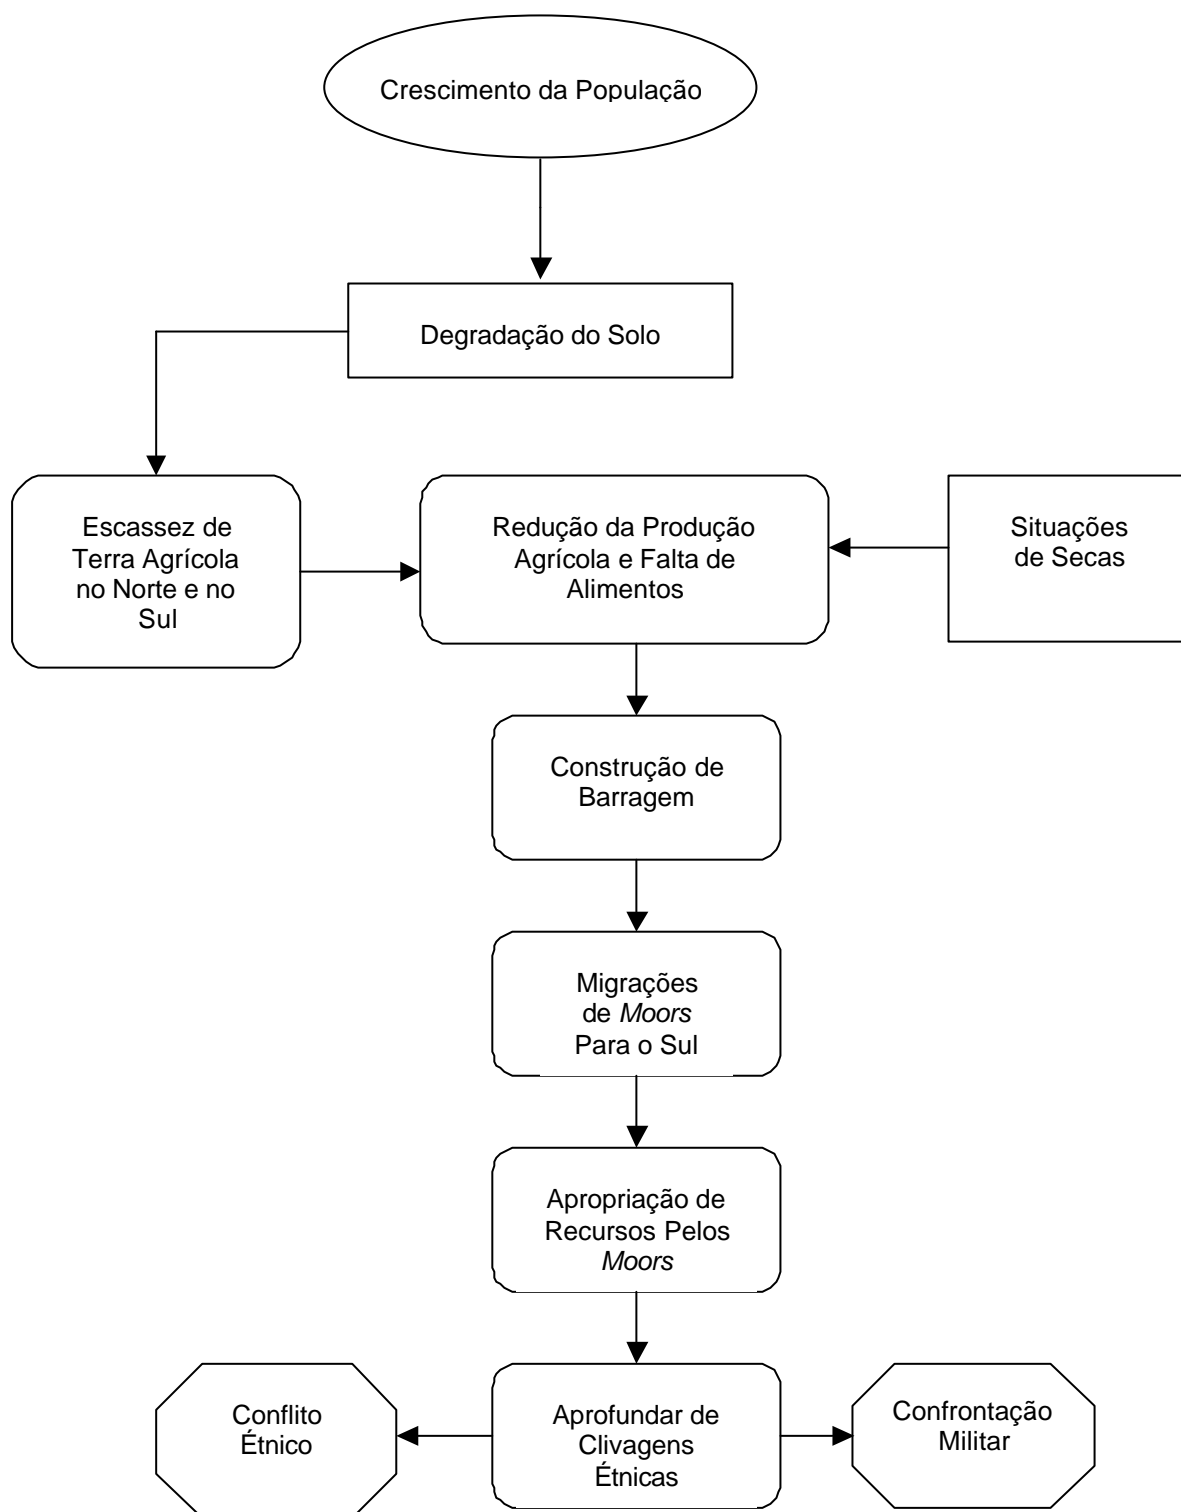 Crescimento da População
Degradação do Solo
Escassez de
Terra Agrícola
no Norte e no
Sul
Redução da Produção
Agrícola e Falta de
Alimentos
Situações
de Secas
Construção de
Barragem
Migrações
de Moors
Para o Sul
Apropriação de
Recursos Pelos
Moors
Conflito
Étnico
Aprofundar de
Clivagens
Étnicas
Confrontação
Militar